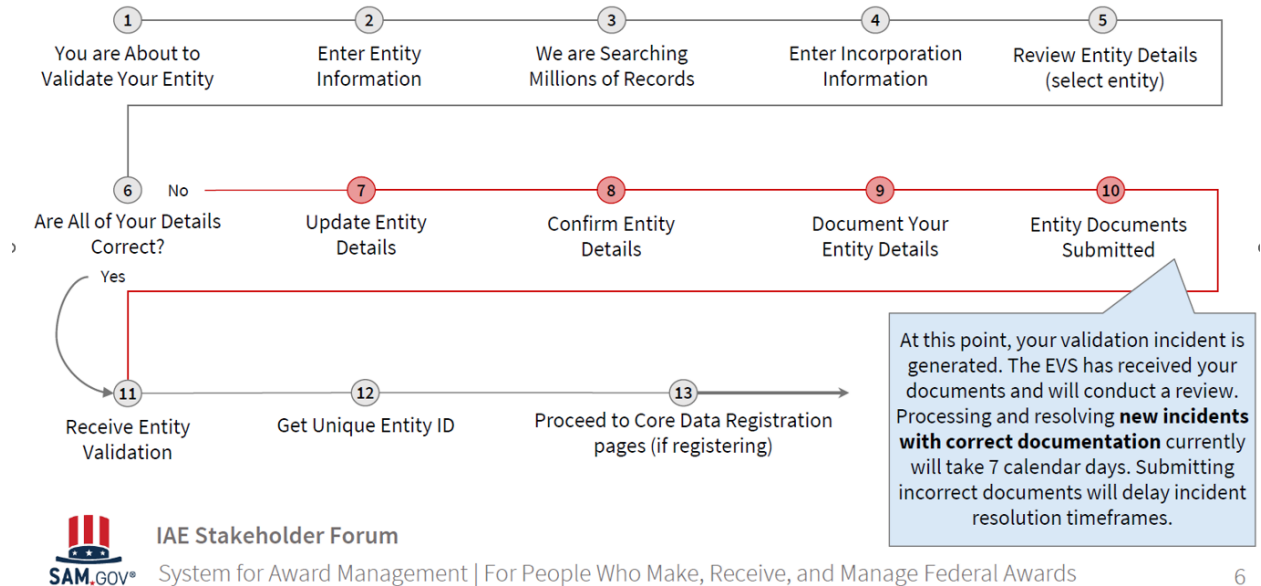 1
You are About to
Validate Your Entity
2
Enter Entity
Information
3
We are Searching
Millions of Records
4
Enter Incorporation
Information
5
Review Entity Details
(select entity)
6
No
Are All of Your Details
Correct?
Yes
7
Update Entity
Details
8
Confirm Entity
Details
9
Document Your
Entity Details
10
Entity Documents
Submitted
At this point, your validation incident is
generated. The EVS has received your
documents and will conduct a review.
Processing and resolving new incidents
with correct documentation currently
will take 7 calendar days. Submitting
incorrect documents will delay incident
resolution timeframes.
11
Receive Entity
Validation
12
Get Unique Entity ID
13
Proceed to Core Data Registration
pages (if registering)
IAE Stakeholder Forum
SAM.GOV®
System for Award Management | For People Who Make, Receive, and Manage Federal Awards
6